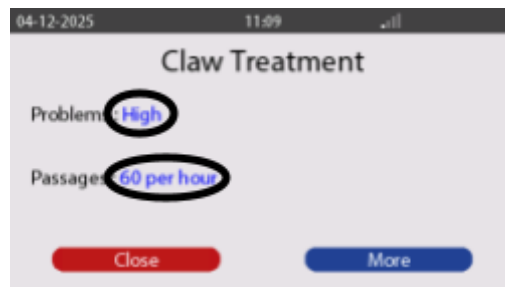 04-12-2025 11:09
Claw Treatment
Problems: High
Passages: 60 per hour
Close More